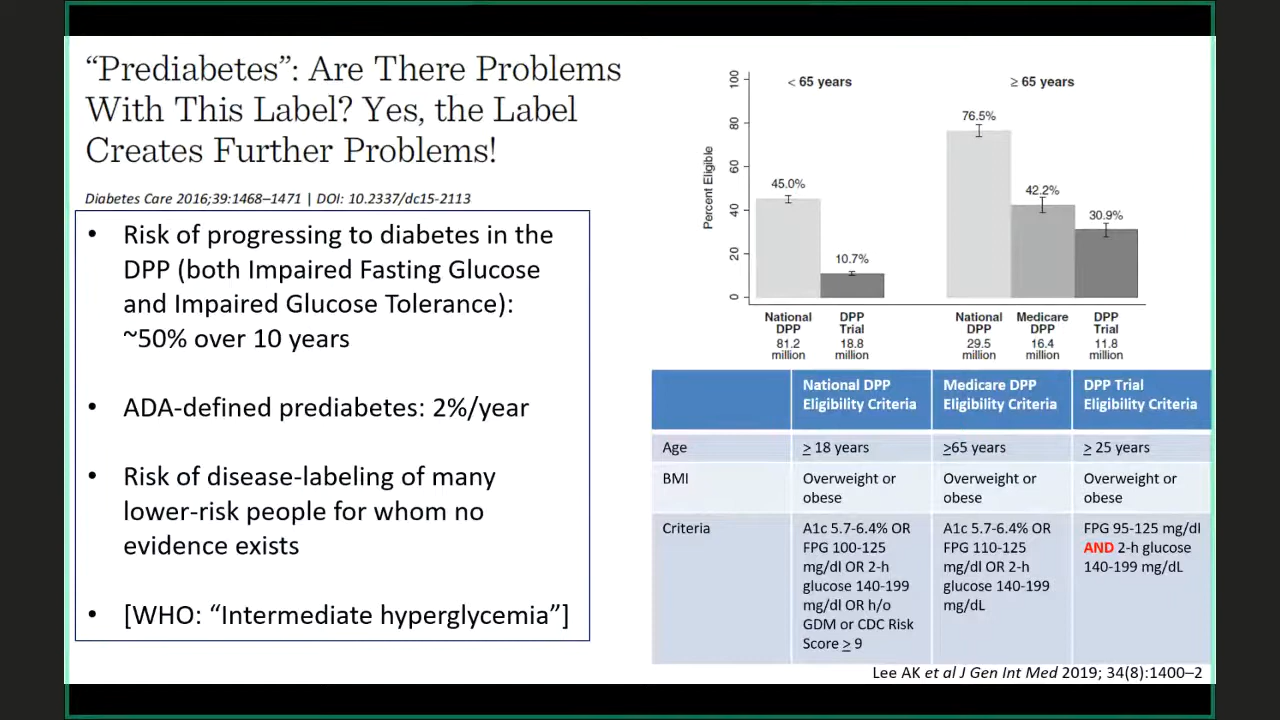 “Prediabetes”: Are There Problems
With This Label? Yes, the Label
Creates Further Problems!
Diabetes Care 2016;39:1468–1471 | DOI: 10.2337/dc15-2113
• Risk of progressing to diabetes in the
DPP (both Impaired Fasting Glucose
and Impaired Glucose Tolerance):
~50% over 10 years
• ADA-defined prediabetes: 2%/year
• Risk of disease-labeling of many
lower-risk people for whom no
evidence exists
• [WHO: “Intermediate hyperglycemia”]
Percent Eligible
100
80
60
40
20
0
< 65 years
≥ 65 years
45.0%
10.7%
76.5%
42.2%
30.9%
National
DPP
81.2
million
DPP
Trial
18.8
million
National
DPP
29.5
million
Medicare
DPP
16.4
million
DPP
Trial
11.8
million
National DPP
Eligibility Criteria
Medicare DPP
Eligibility Criteria
DPP Trial
Eligibility Criteria
Age
≥ 18 years
≥65 years
≥ 25 years
BMI
Overweight or
obese
Overweight or
obese
Overweight or
obese
Criteria
A1c 5.7-6.4% OR
FPG 100-125
mg/dl OR 2-h
glucose 140-199
mg/dl OR h/o
GDM or CDC Risk
Score ≥ 9
A1c 5.7-6.4% OR
FPG 110-125
mg/dl OR 2-h
glucose 140-199
mg/dL
FPG 95-125 mg/dl
AND 2-h glucose
140-199 mg/dL
Lee AK et al J Gen Int Med 2019; 34(8):1400–2